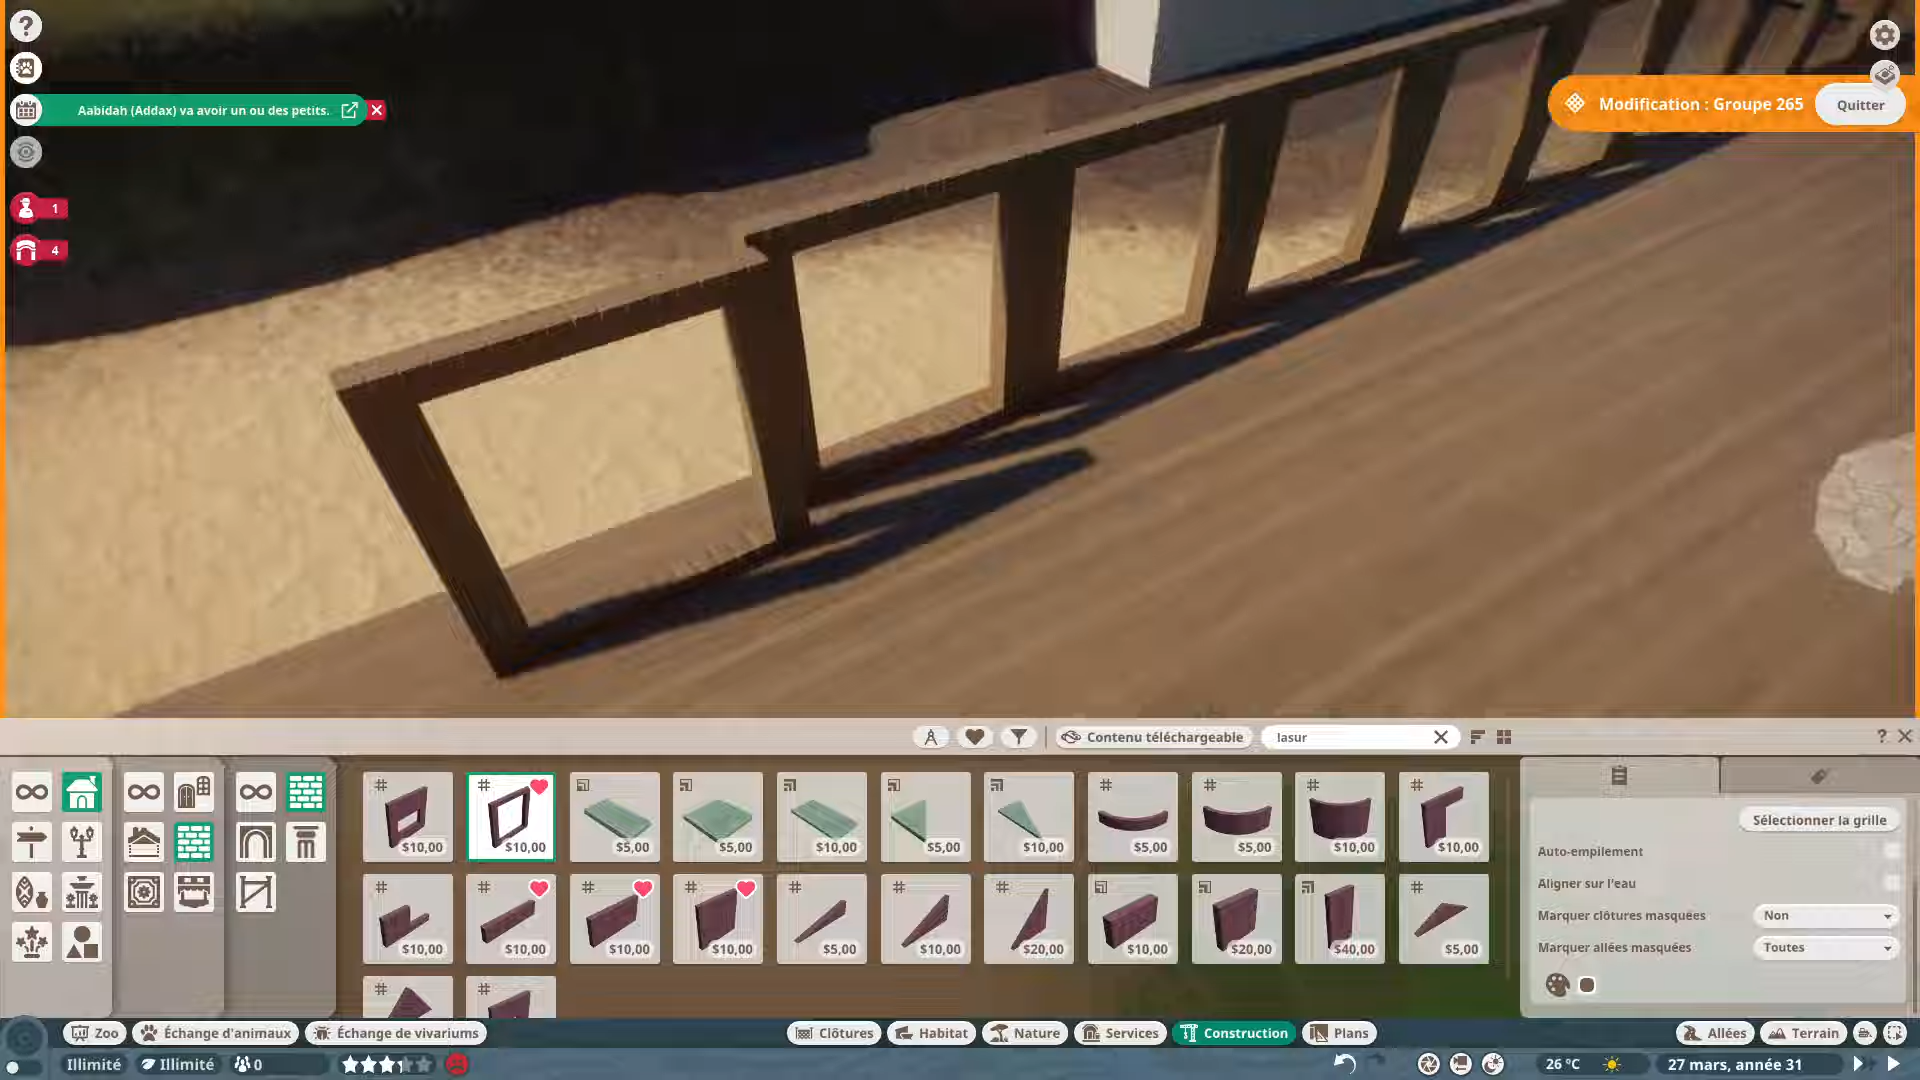 ?
Aabidah (Addax) va avoir un ou des petits.
Modification : Groupe 265
Quitter
1
4
Contenu téléchargeable
lasur
?
$10,00
$10,00
$5,00
$5,00
$10,00
$5,00
$10,00
$5,00
$5,00
$10,00
$10,00
$10,00
$10,00
$10,00
$10,00
$5,00
$10,00
$20,00
$10,00
$20,00
$40,00
$5,00
Sélectionner la grille
Auto-empilement
Aligner sur l'eau
Marquer clôtures masquées
Non
Marquer allées masquées
Toutes
Zoo
Échange d'animaux
Échange de vivariums
Clôtures
Habitat
Nature
Services
Construction
Plans
Allées
Terrain
Illimité
Illimité
0
26 °C
27 mars, année 31